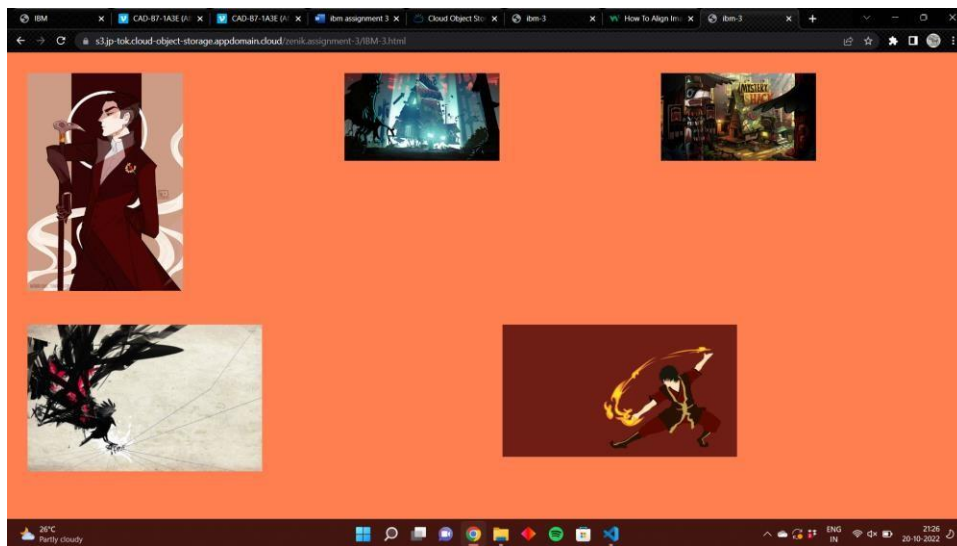 IBM
CAD-B7-1A3E (A
CAD-B7-1A3E (A
ibm assignment 3
Cloud Object Sto
ibm-3
How To Align Ima
ibm-3
s3.jp-tok.cloud-object-storage.appdomain.cloud/zenik.assignment-3/IBM-3.html
MYSTERY
SHACK
26°C
Partly cloudy
ENG
IN
21:26
20-10-2022